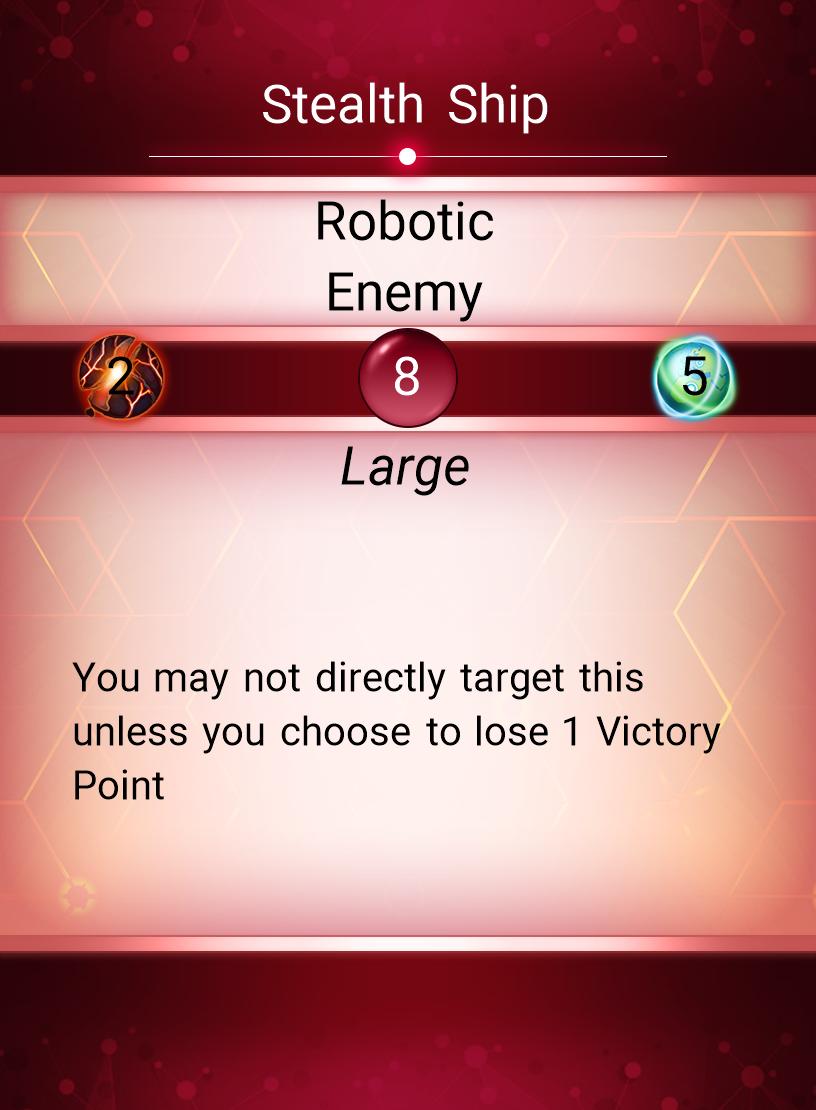 Stealth Ship
Robotic
Enemy
2 8 5
Large
You may not directly target this
unless you choose to lose 1 Victory
Point